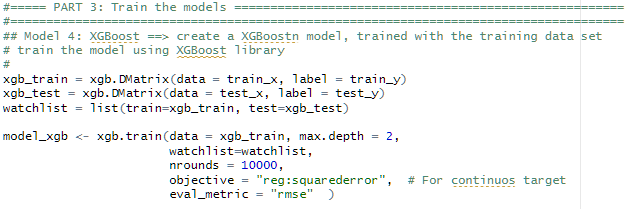 #===== PART 3: Train the models =====================================================
#====================================================================================
## Model 4: XGBoost ==> create a XGBoostn model, trained with the training data set
# train the model using XGBoost library
#
xgb_train = xgb.DMatrix(data = train_x, label = train_y)
xgb_test = xgb.DMatrix(data = test_x, label = test_y)
watchlist = list(train=xgb_train, test=xgb_test)
model_xgb <- xgb.train(data = xgb_train, max.depth = 2,
watchlist=watchlist,
nrounds = 10000,
objective = "reg:squarederror", # For continuos target
eval_metric = "rmse" )